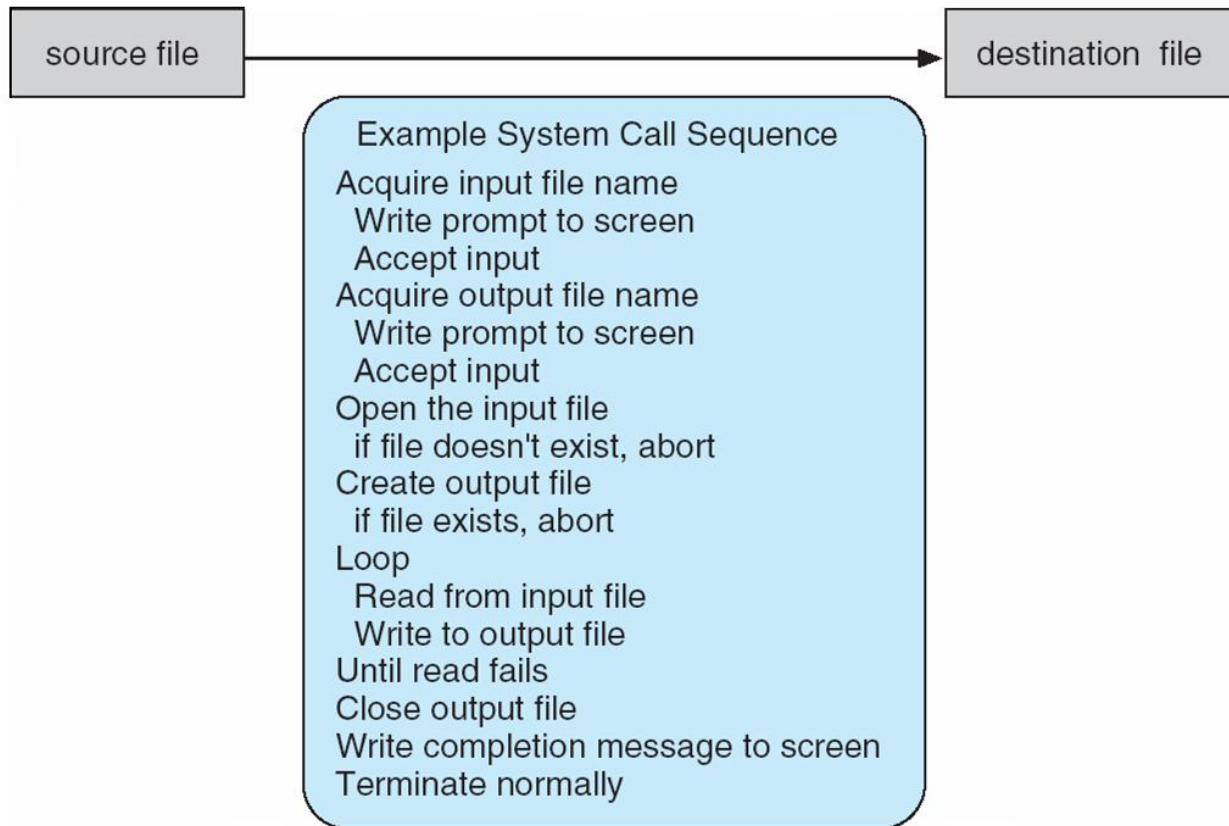 source file
destination file
Example System Call Sequence
Acquire input file name
Write prompt to screen
Accept input
Acquire output file name
Write prompt to screen
Accept input
Open the input file
if file doesn't exist, abort
Create output file
if file exists, abort
Loop
Read from input file
Write to output file
Until read fails
Close output file
Write completion message to screen
Terminate normally